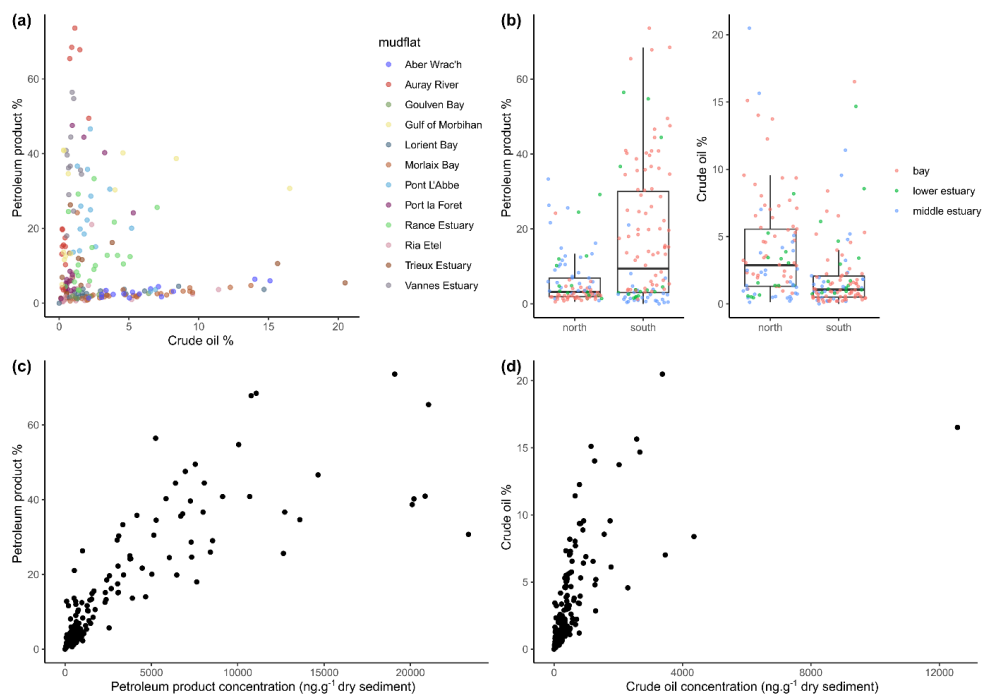 (a)
Petroleum product %
60
40
20
0
0 5 10 15 20
Crude oil %
mudflat
Aber Wrac'h
Auray River
Goulven Bay
Gulf of Morbihan
Lorient Bay
Morlaix Bay
Pont L'Abbe
Port la Foret
Rance Estuary
Ria Etel
Trieux Estuary
Vannes Estuary
(b)
Petroleum product %
60
40
20
0
north south
Crude oil %
20
15
10
5
0
north south
bay
lower estuary
middle estuary
(c)
Petroleum product %
60
40
20
0
0 5000 10000 15000 20000
Petroleum product concentration (ng.g⁻¹ dry sediment)
(d)
Crude oil %
20
15
10
5
0
0 4000 8000 12000
Crude oil concentration (ng.g⁻¹ dry sediment)